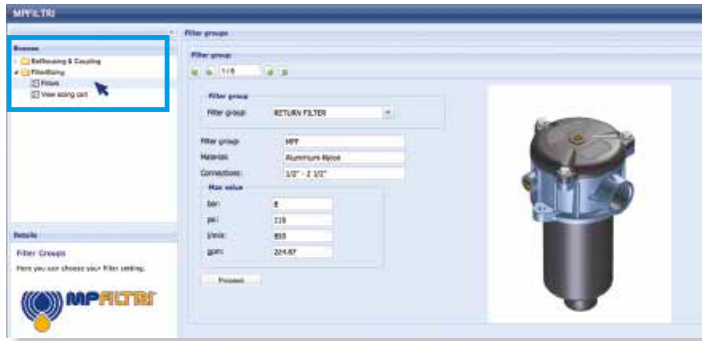 MPFILTRI
Filter groups
Browse
Bellhousing & Coupling
FilterSizing
Filters
View sizing cart
Filter group
1/8
Filter group
Filter group: RETURN FILTER
Filter group: MPF
Materials: Aluminium-Nylon
Connections: 1/2" - 2 1/2"
Max value
bar: 8
psi: 116
l/min: 850
gpm: 224.87
Proceed
Details
Filter Groups
Here you can choose your filter setting.
MPFILTRI